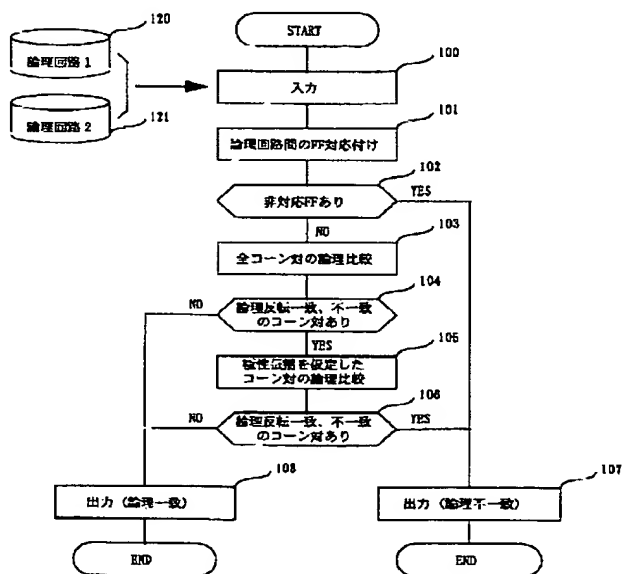 120
論理回路1
121
論理回路2
START
100
入力
101
論理回路間のFF対応付け
102
非対応FFあり
YES
NO
103
全コーン対の論理比較
104
論理反転一致、不一致
のコーン対あり
NO
YES
105
を仮定した
コーン対の論理比較
106
論理反転一致、不一致
のコーン対あり
NO
YES
108
出力（論理一致）
107
出力（論理不一致）
END
END